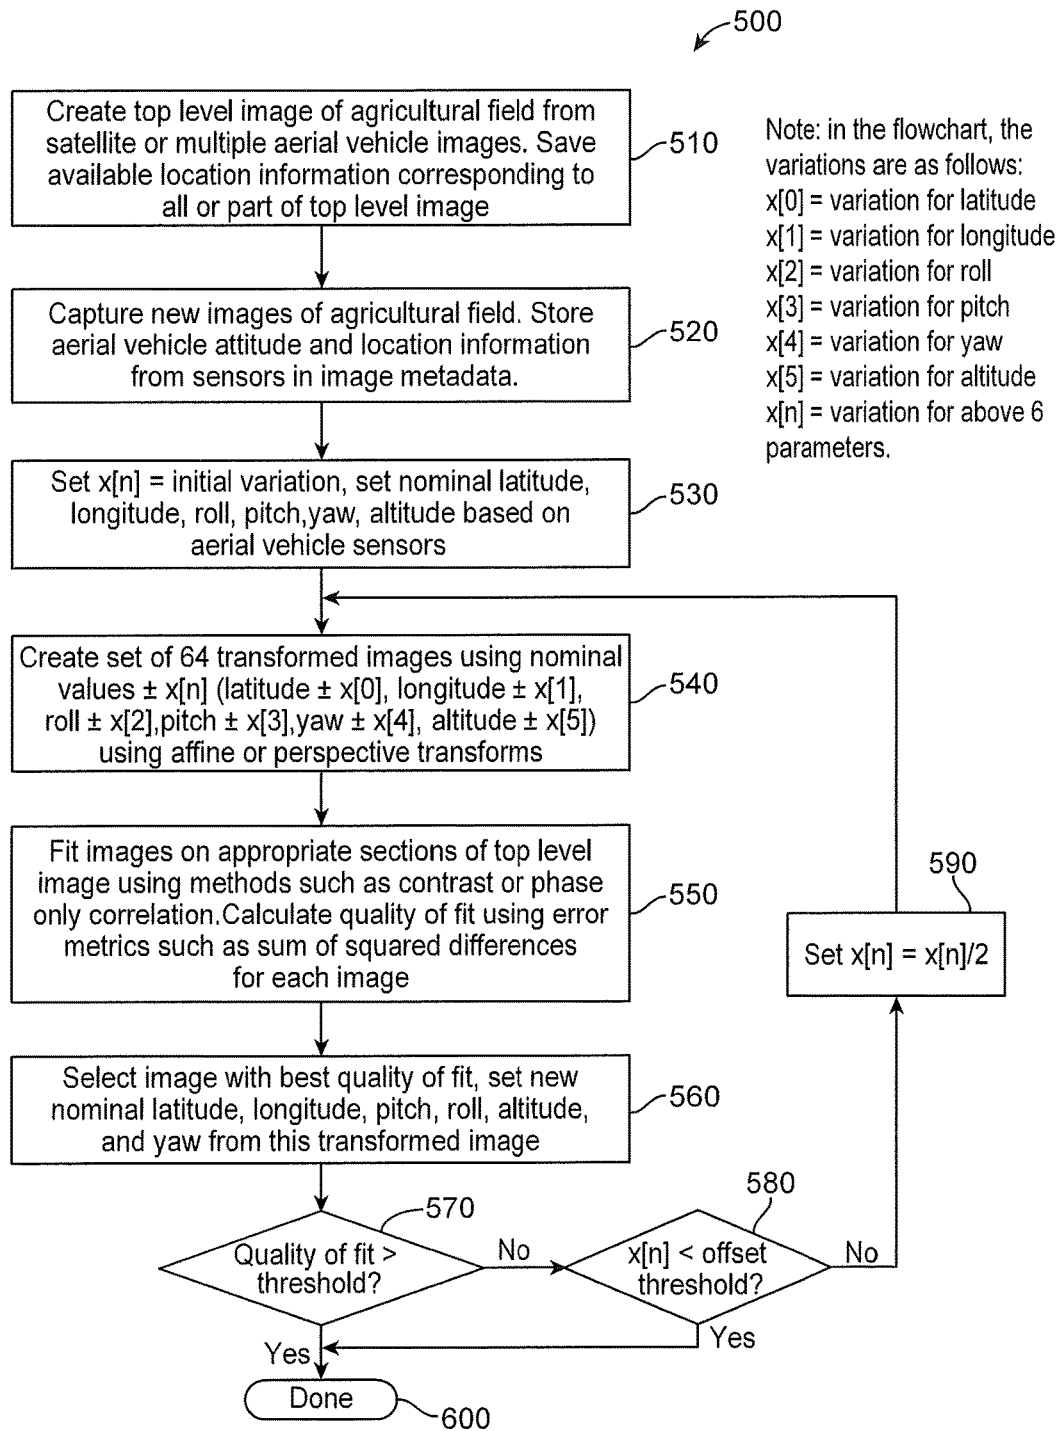 500
Create top level image of agricultural field from
satellite or multiple aerial vehicle images. Save
available location information corresponding to
all or part of top level image
510
Note: in the flowchart, the
variations are as follows:
x[0] = variation for latitude
x[1] = variation for longitude
x[2] = variation for roll
x[3] = variation for pitch
x[4] = variation for yaw
x[5] = variation for altitude
x[n] = variation for above 6
parameters.
Capture new images of agricultural field. Store
aerial vehicle attitude and location information
from sensors in image metadata.
520
Set x[n] = initial variation, set nominal latitude,
longitude, roll, pitch,yaw, altitude based on
aerial vehicle sensors
530
Create set of 64 transformed images using nominal
values ± x[n] (latitude ± x[0], longitude ± x[1],
roll ± x[2],pitch ± x[3],yaw ± x[4], altitude ± x[5])
using affine or perspective transforms
540
Fit images on appropriate sections of top level
image using methods such as contrast or phase
only correlation.Calculate quality of fit using error
metrics such as sum of squared differences
for each image
550
590
Set x[n] = x[n]/2
Select image with best quality of fit, set new
nominal latitude, longitude, pitch, roll, altitude,
and yaw from this transformed image
560
570
Quality of fit >
threshold?
No
580
x[n] < offset
threshold?
No
Yes
Yes
Done
600